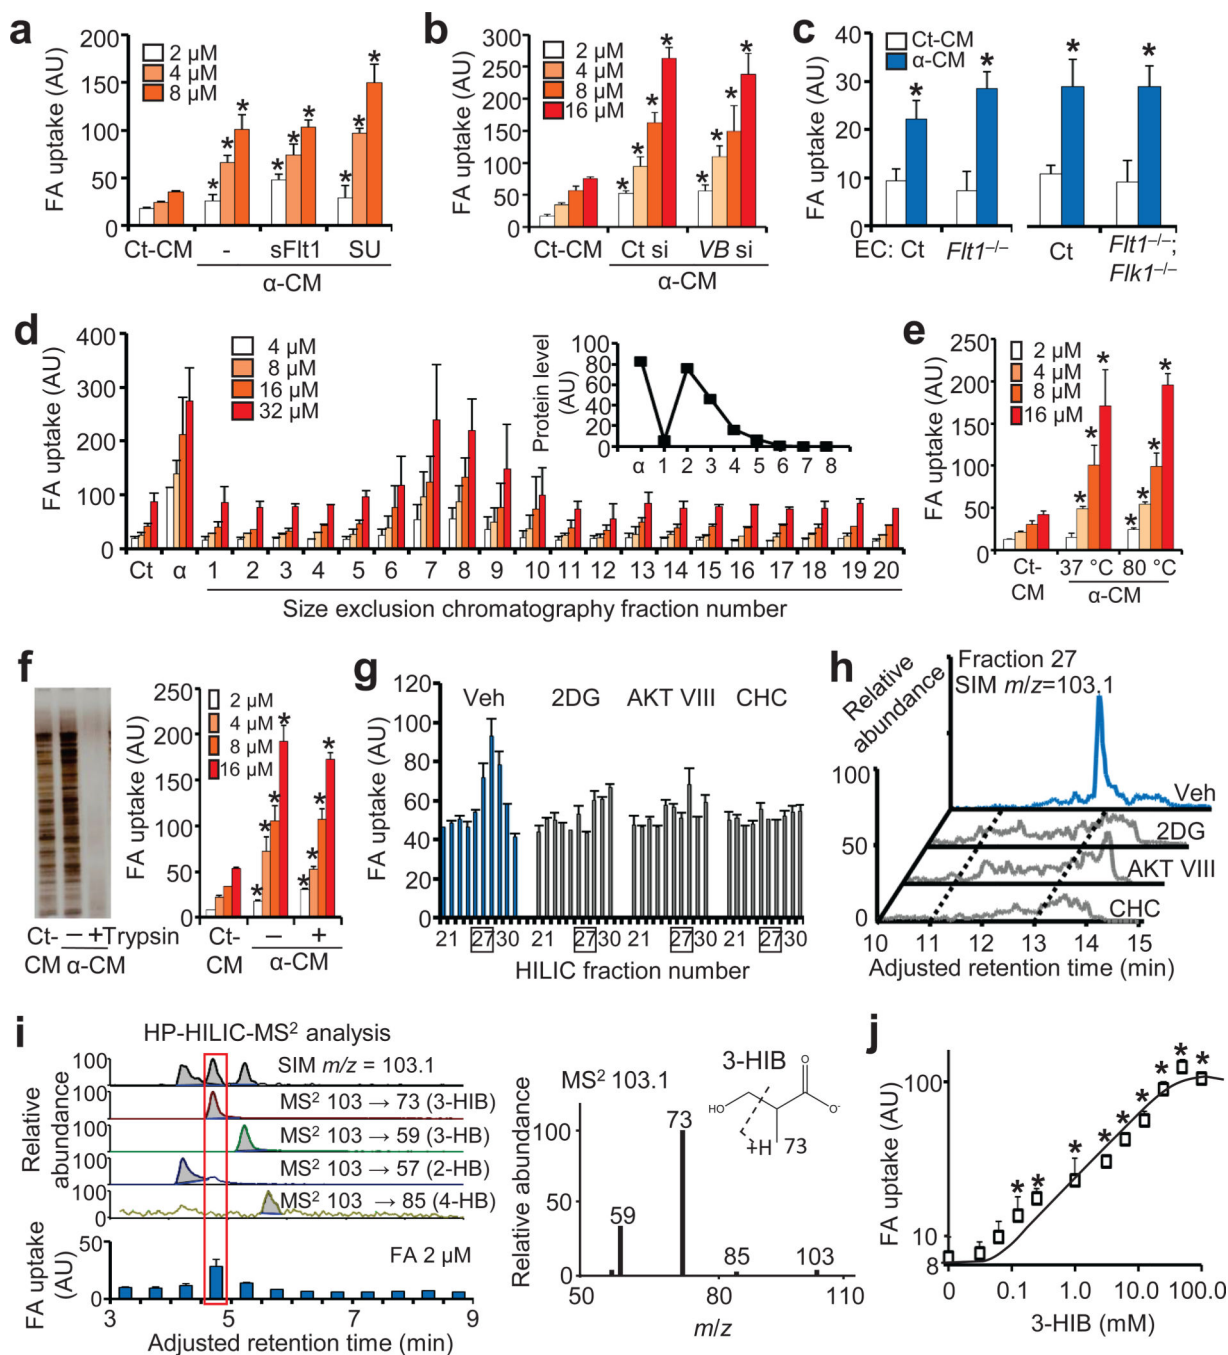 a
FA uptake (AU)
200
150
100
50
0
2 µM
4 µM
8 µM
* * * * * * * * *
Ct-CM - sFlt1 SU
α-CM
b
FA uptake (AU)
300
250
200
150
100
50
0
2 µM
4 µM
8 µM
16 µM
* * * * * * * *
Ct-CM Ct si VB si
α-CM
c
FA uptake (AU)
40
30
20
10
0
Ct-CM
α-CM
* * * *
EC: Ct Flt1–/– Ct Flt1–/–;
Flk1–/–
d
FA uptake (AU)
400
300
200
100
0
4 µM
8 µM
16 µM
32 µM
Protein level
(AU)
100
80
60
40
20
0
α 1 2 3 4 5 6 7 8
Ct α 1 2 3 4 5 6 7 8 9 10 11 12 13 14 15 16 17 18 19 20
Size exclusion chromatography fraction number
e
FA uptake (AU)
250
200
150
100
50
0
2 µM
4 µM
8 µM
16 µM
* * * * * * *
Ct-
CM
37 °C 80 °C
α-CM
f
Ct-
CM
– + Trypsin
α-CM
FA uptake (AU)
250
200
150
100
50
0
2 µM
4 µM
8 µM
16 µM
* * * * * * * *
Ct-
CM
– +
α-CM
g
FA uptake (AU)
120
100
80
60
40
20
0
Veh 2DG AKT VIII CHC
21 27 30 21 27 30 21 27 30 21 27 30
HILIC fraction number
h
Relative
abundance
Fraction 27
SIM m/z=103.1
100
50
0
Veh
2DG
AKT VIII
CHC
10 11 12 13 14 15
Adjusted retention time (min)
i
HP-HILIC-MS2 analysis
Relative
abundance
100
SIM m/z = 103.1
100
0
MS2 103 → 73 (3-HIB)
100
0
MS2 103 → 59 (3-HB)
100
0
MS2 103 → 57 (2-HB)
100
0
MS2 103 → 85 (4-HB)
FA uptake
(AU)
50
0
FA 2 µM
3 5 7 9
Adjusted retention time (min)
Relative abundance
100
50
0
MS2 103.1
3-HIB
HO
O
O-
+H
73
73
59
85
103
50 80 110
m/z
j
FA uptake (AU)
100
10
8
* * * * * * * * * *
0 0.1 1.0 10.0 100.0
3-HIB (mM)